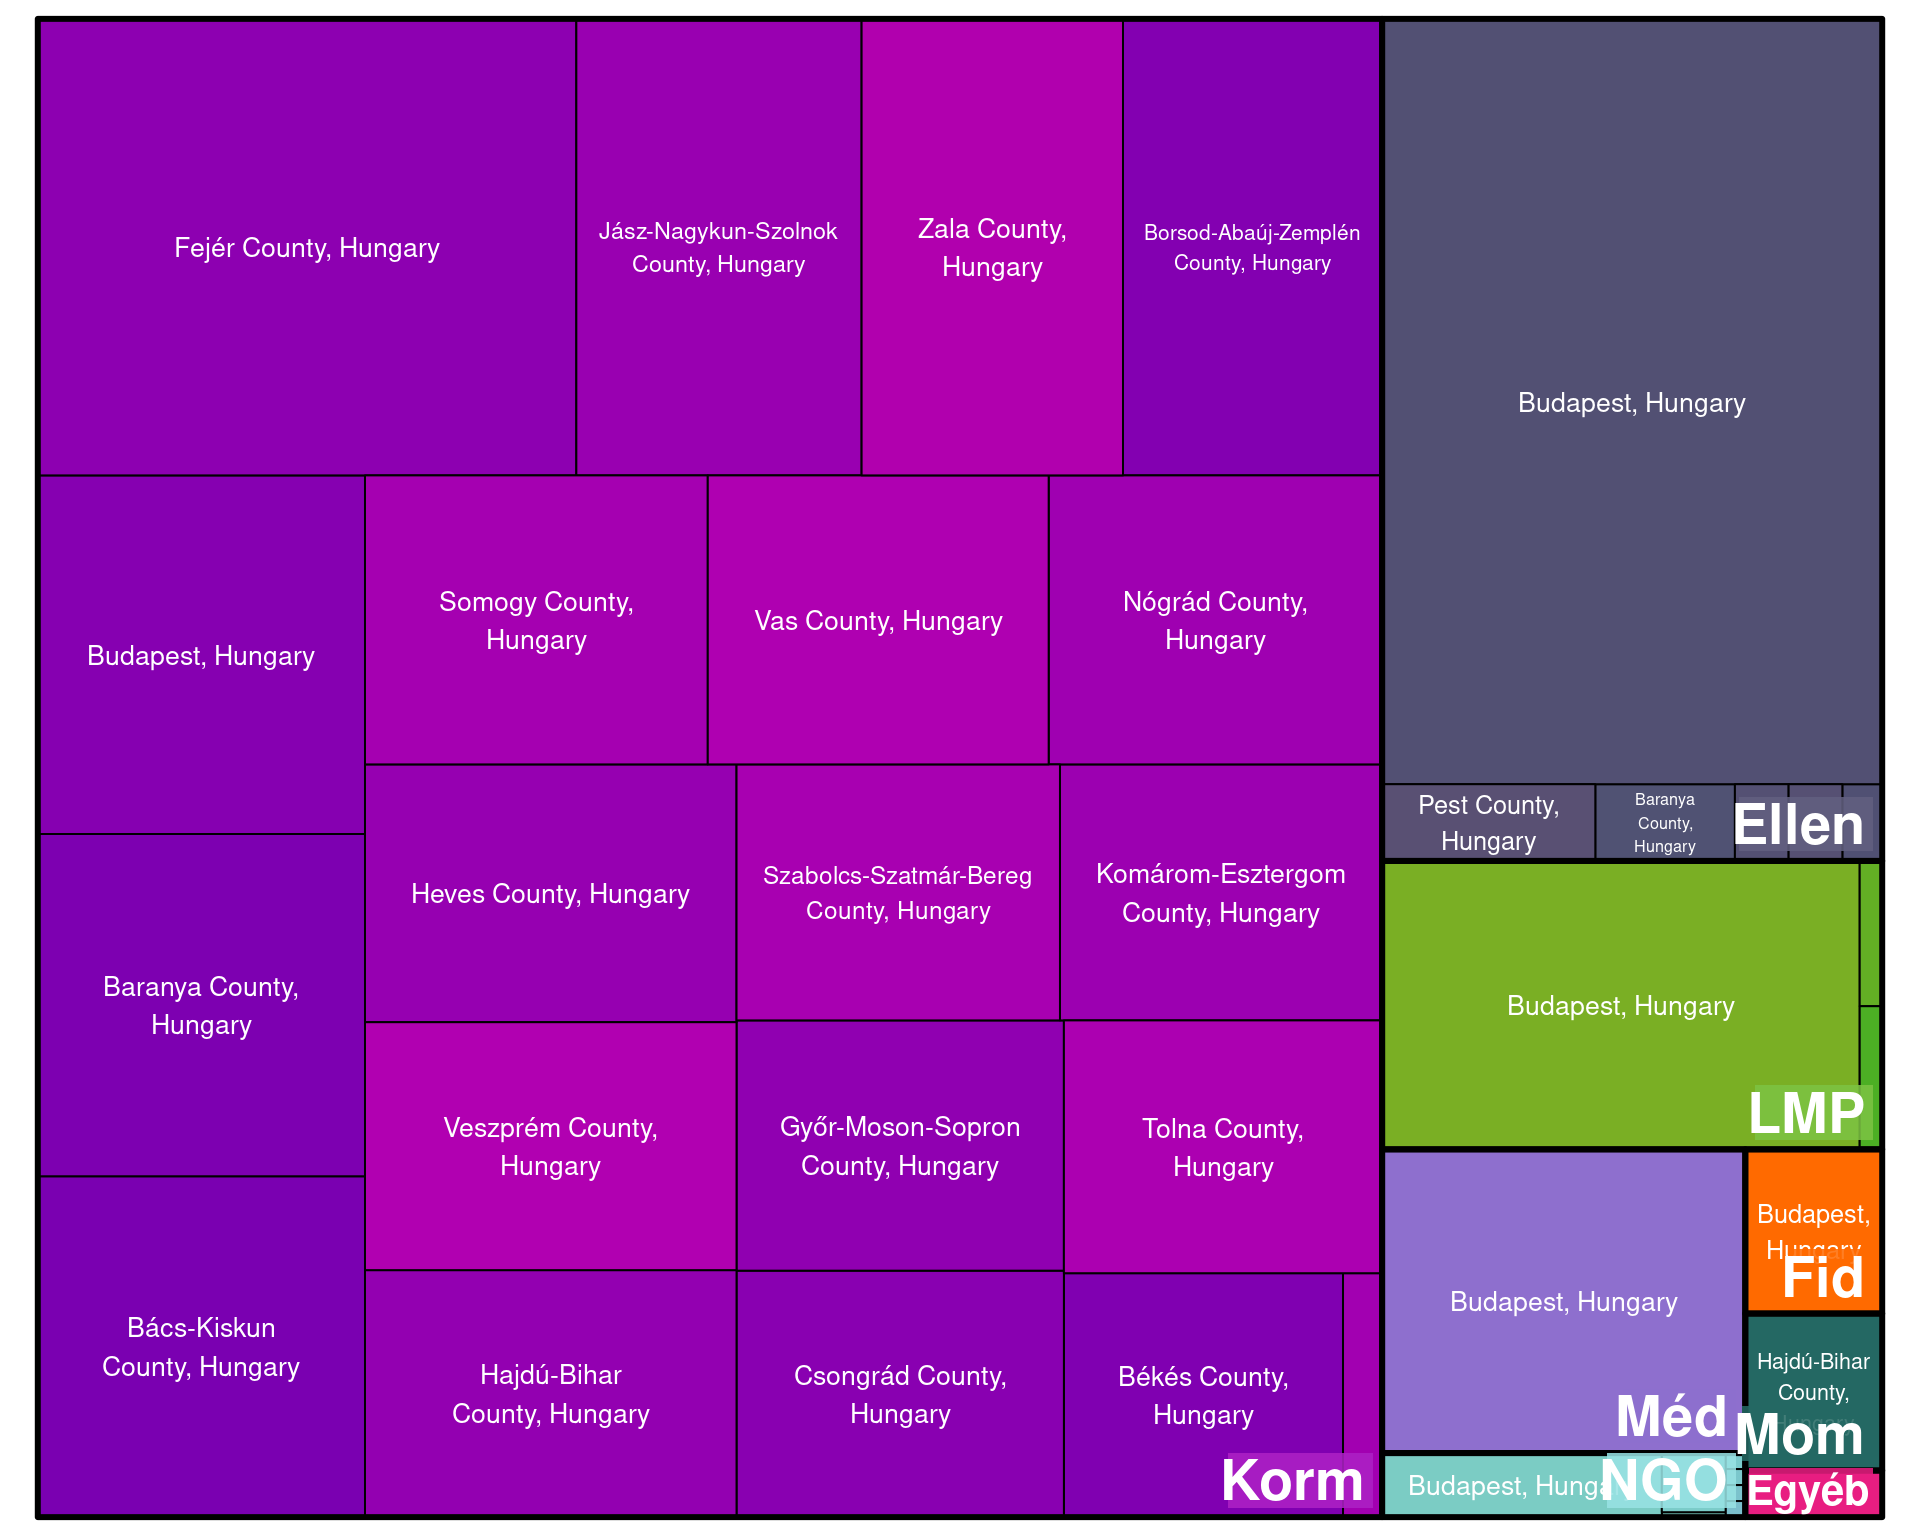 Fejér County, Hungary
Jász-Nagykun-Szolnok
County, Hungary
Zala County,
Hungary
Borsod-Abaúj-Zemplén
County, Hungary
Budapest, Hungary
Somogy County,
Hungary
Vas County, Hungary
Nógrád County,
Hungary
Baranya County,
Hungary
Heves County, Hungary
Szabolcs-Szatmár-Bereg
County, Hungary
Komárom-Esztergom
County, Hungary
Bács-Kiskun
County, Hungary
Veszprém County,
Hungary
Győr-Moson-Sopron
County, Hungary
Tolna County,
Hungary
Hajdú-Bihar
County, Hungary
Csongrád County,
Hungary
Békés County,
Hungary
Korm
Budapest, Hungary
Pest County,
Hungary
Baranya
County,
Hungary
Ellen
Budapest, Hungary
LMP
Budapest, Hungary
Méd
Budapest,
Hungary
Fid
Hajdú-Bihar
County,
Hungary
Mom
Budapest, Hungar
NGO
Egyéb